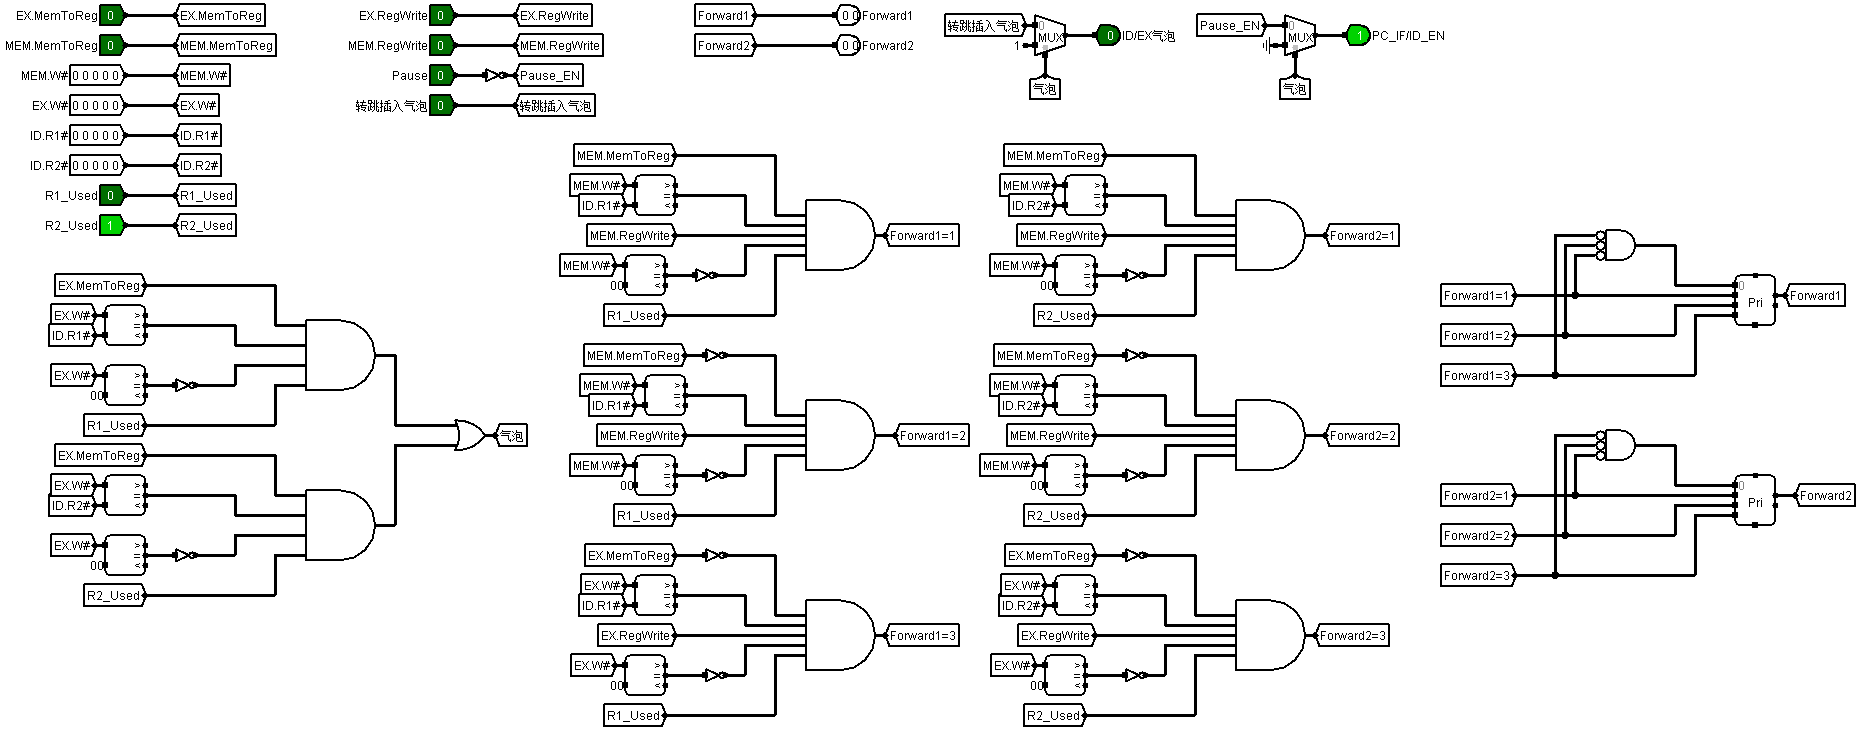 EX.MemToReg 0 EX.MemToReg
MEM.MemToReg 0 MEM.MemToReg
MEM.W# 0 0 0 0 0 MEM.W#
EX.W# 0 0 0 0 0 EX.W#
ID.R1# 0 0 0 0 0 ID.R1#
ID.R2# 0 0 0 0 0 ID.R2#
R1_Used 0 R1_Used
R2_Used 1 R2_Used
EX.RegWrite 0 EX.RegWrite
MEM.RegWrite 0 MEM.RegWrite
Pause 0 Pause_EN
转跳插入气泡 0 转跳插入气泡
Forward1 0 0 Forward1
Forward2 0 0 Forward2
转跳插入气泡 0
1 MUX 0 ID/EX气泡
气泡
Pause_EN 0
MUX 1 PC_IF/ID_EN
气泡
EX.MemToReg
EX.W# >
ID.R1# = <
EX.W# >
00 = <
R1_Used
EX.MemToReg
EX.W# >
ID.R2# = <
EX.W# >
00 = <
R2_Used
气泡
MEM.MemToReg
MEM.W# >
ID.R1# = <
MEM.RegWrite
MEM.W# >
00 = <
R1_Used
Forward1=1
MEM.MemToReg
MEM.W# >
ID.R1# = <
MEM.RegWrite
MEM.W# >
00 = <
R1_Used
Forward1=2
EX.MemToReg
EX.W# >
ID.R1# = <
EX.RegWrite
EX.W# >
00 = <
R1_Used
Forward1=3
MEM.MemToReg
MEM.W# >
ID.R2# = <
MEM.RegWrite
MEM.W# >
00 = <
R2_Used
Forward2=1
MEM.MemToReg
MEM.W# >
ID.R2# = <
MEM.RegWrite
MEM.W# >
00 = <
R2_Used
Forward2=2
EX.MemToReg
EX.W# >
ID.R2# = <
EX.RegWrite
EX.W# >
00 = <
R2_Used
Forward2=3
Forward1=1
Forward1=2
Forward1=3
0
Pri
Forward1
Forward2=1
Forward2=2
Forward2=3
0
Pri
Forward2